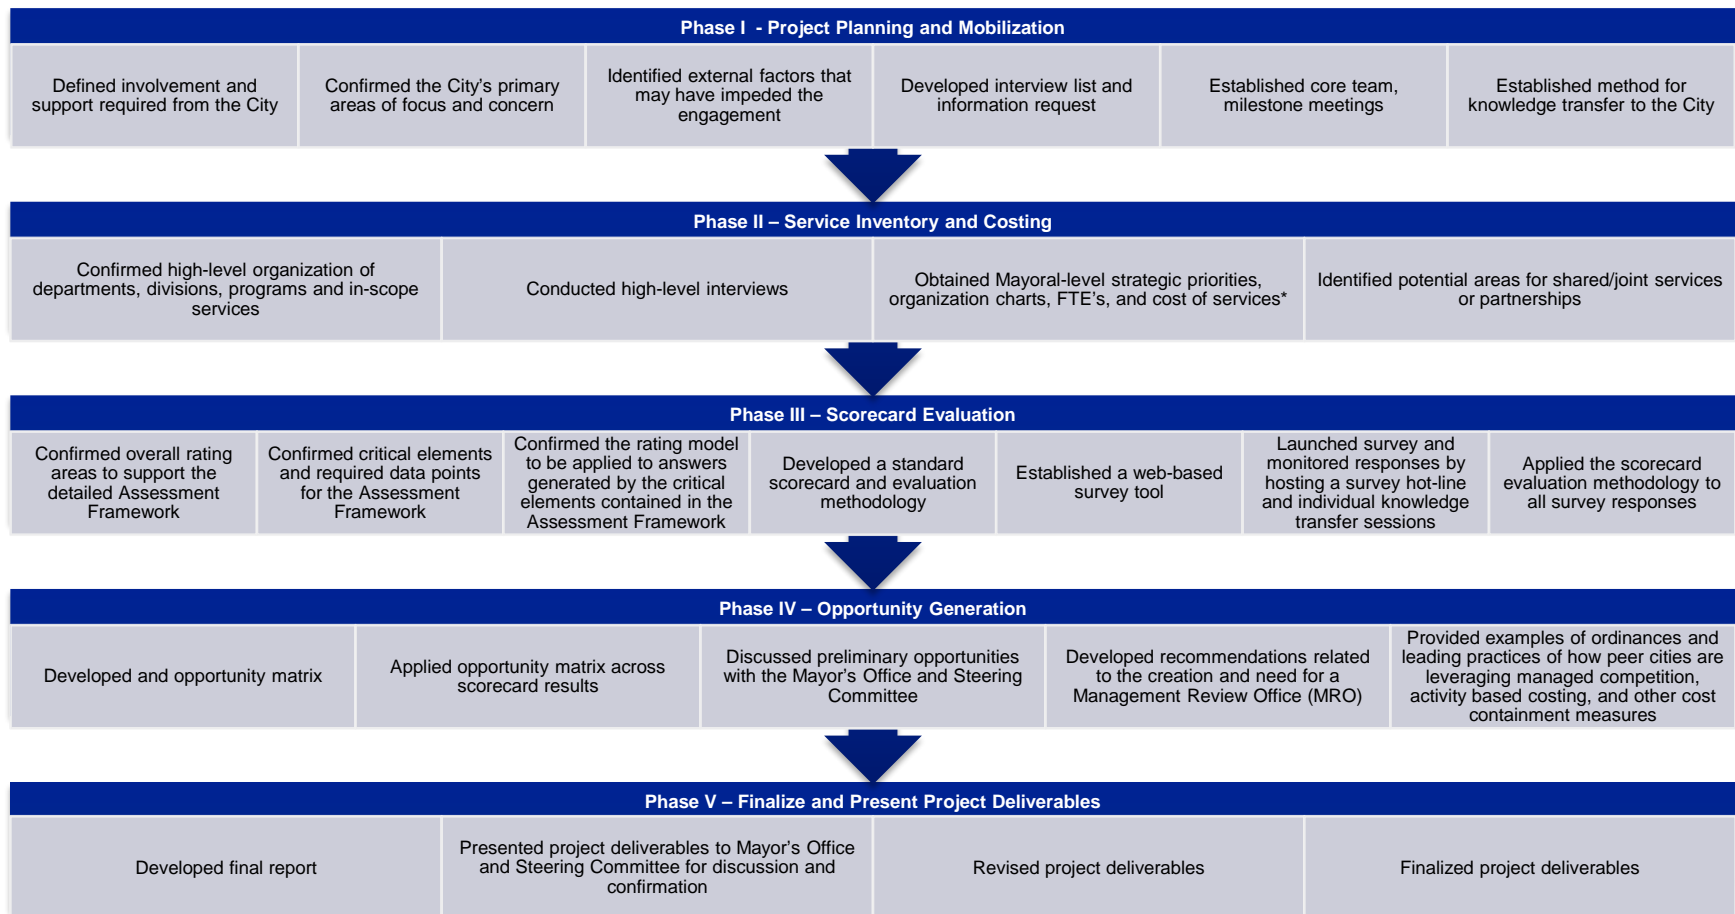 Phase I - Project Planning and Mobilization
Defined involvement and
support required from the City
Confirmed the City's primary
areas of focus and concern
Identified external factors that
may have impeded the
engagement
Developed interview list and
information request
Established core team,
milestone meetings
Established method for
knowledge transfer to the City
Phase II – Service Inventory and Costing
Confirmed high-level organization of
departments, divisions, programs and in-scope
services
Conducted high-level interviews
Obtained Mayoral-level strategic priorities,
organization charts, FTE's, and cost of services*
Identified potential areas for shared/joint services
or partnerships
Phase III – Scorecard Evaluation
Confirmed overall rating
areas to support the
detailed Assessment
Framework
Confirmed critical elements
and required data points
for the Assessment
Framework
Confirmed the rating model
to be applied to answers
generated by the critical
elements contained in the
Assessment Framework
Developed a standard
scorecard and evaluation
methodology
Established a web-based
survey tool
Launched survey and
monitored responses by
hosting a survey hot-line
and individual knowledge
transfer sessions
Applied the scorecard
evaluation methodology to
all survey responses
Phase IV – Opportunity Generation
Developed and opportunity matrix
Applied opportunity matrix across
scorecard results
Discussed preliminary opportunities
with the Mayor's Office and Steering
Committee
Developed recommendations related
to the creation and need for a
Management Review Office (MRO)
Provided examples of ordinances and
leading practices of how peer cities are
leveraging managed competition,
activity based costing, and other cost
containment measures
Phase V – Finalize and Present Project Deliverables
Developed final report
Presented project deliverables to Mayor's Office
and Steering Committee for discussion and
confirmation
Revised project deliverables
Finalized project deliverables